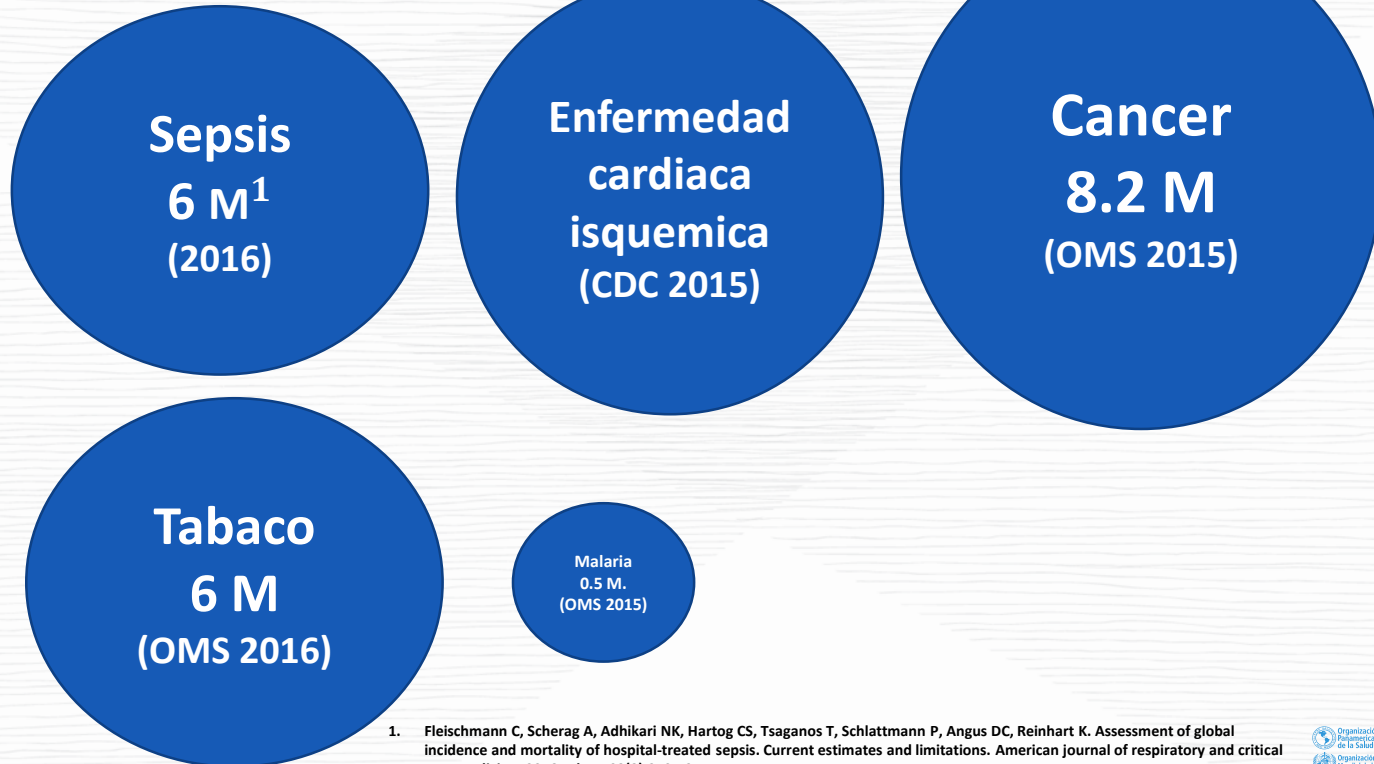 Sepsis
6 M¹
(2016)
Enfermedad
cardiaca
isquemica
(CDC 2015)
Cancer
8.2 M
(OMS 2015)
Tabaco
6 M
(OMS 2016)
Malaria
0.5 M.
(OMS 2015)
1. Fleischmann C, Scherag A, Adhikari NK, Hartog CS, Tsaganos T, Schlattmann P, Angus DC, Reinhart K. Assessment of global
incidence and mortality of hospital-treated sepsis. Current estimates and limitations. American journal of respiratory and critical
Panamericana
de la Salud